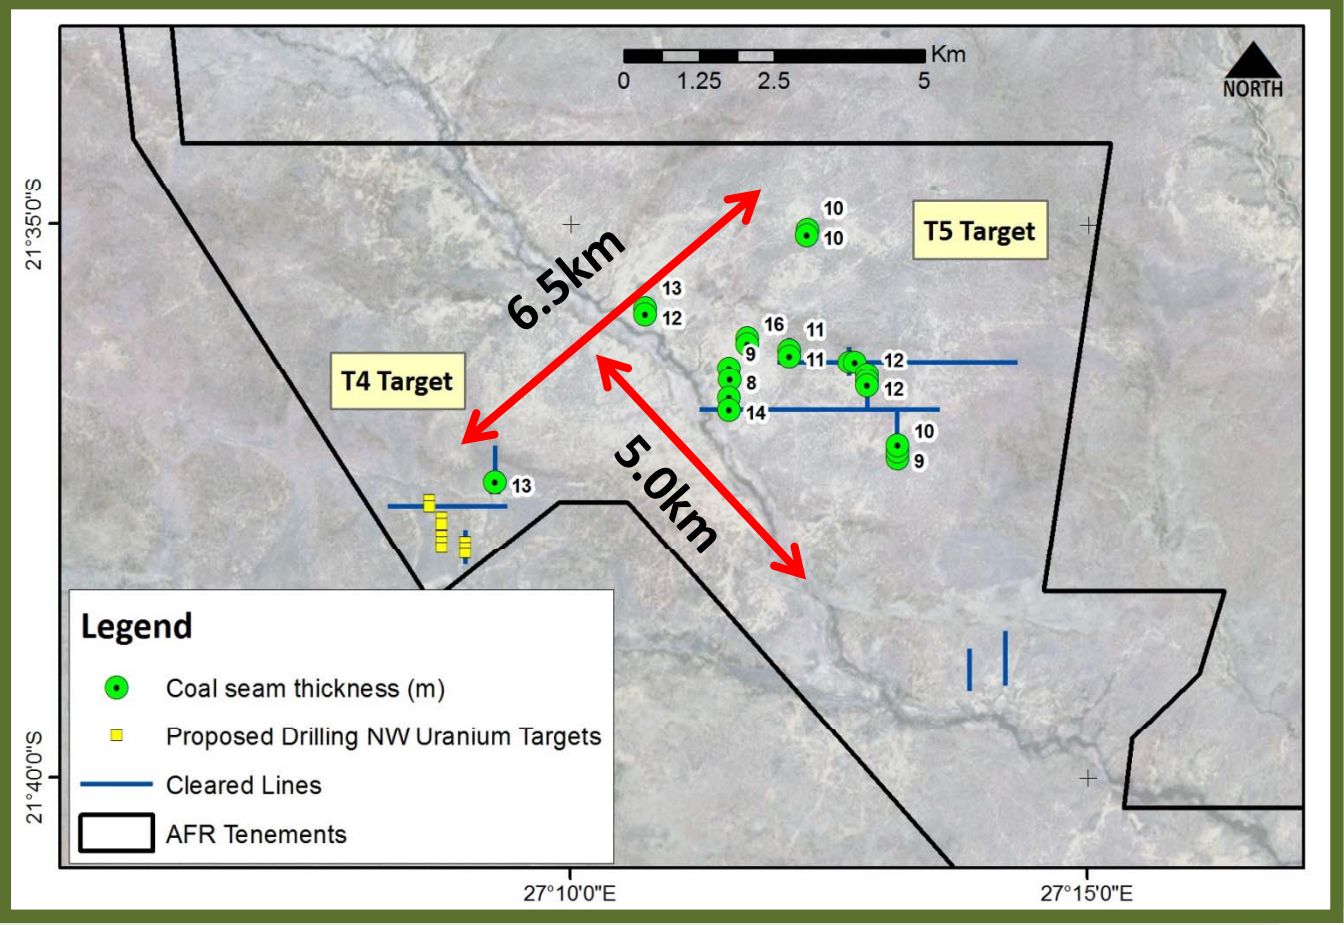 Km
0 1.25 2.5 5
NORTH
21°35'0"S
10
10
T5 Target
6.5km
13
12
16
11
9
11
12
8
12
14
T4 Target
10
9
5.0km
13
Legend
Coal seam thickness (m)
Proposed Drilling NW Uranium Targets
Cleared Lines
AFR Tenements
21°40'0"S
27°10'0"E
27°15'0"E